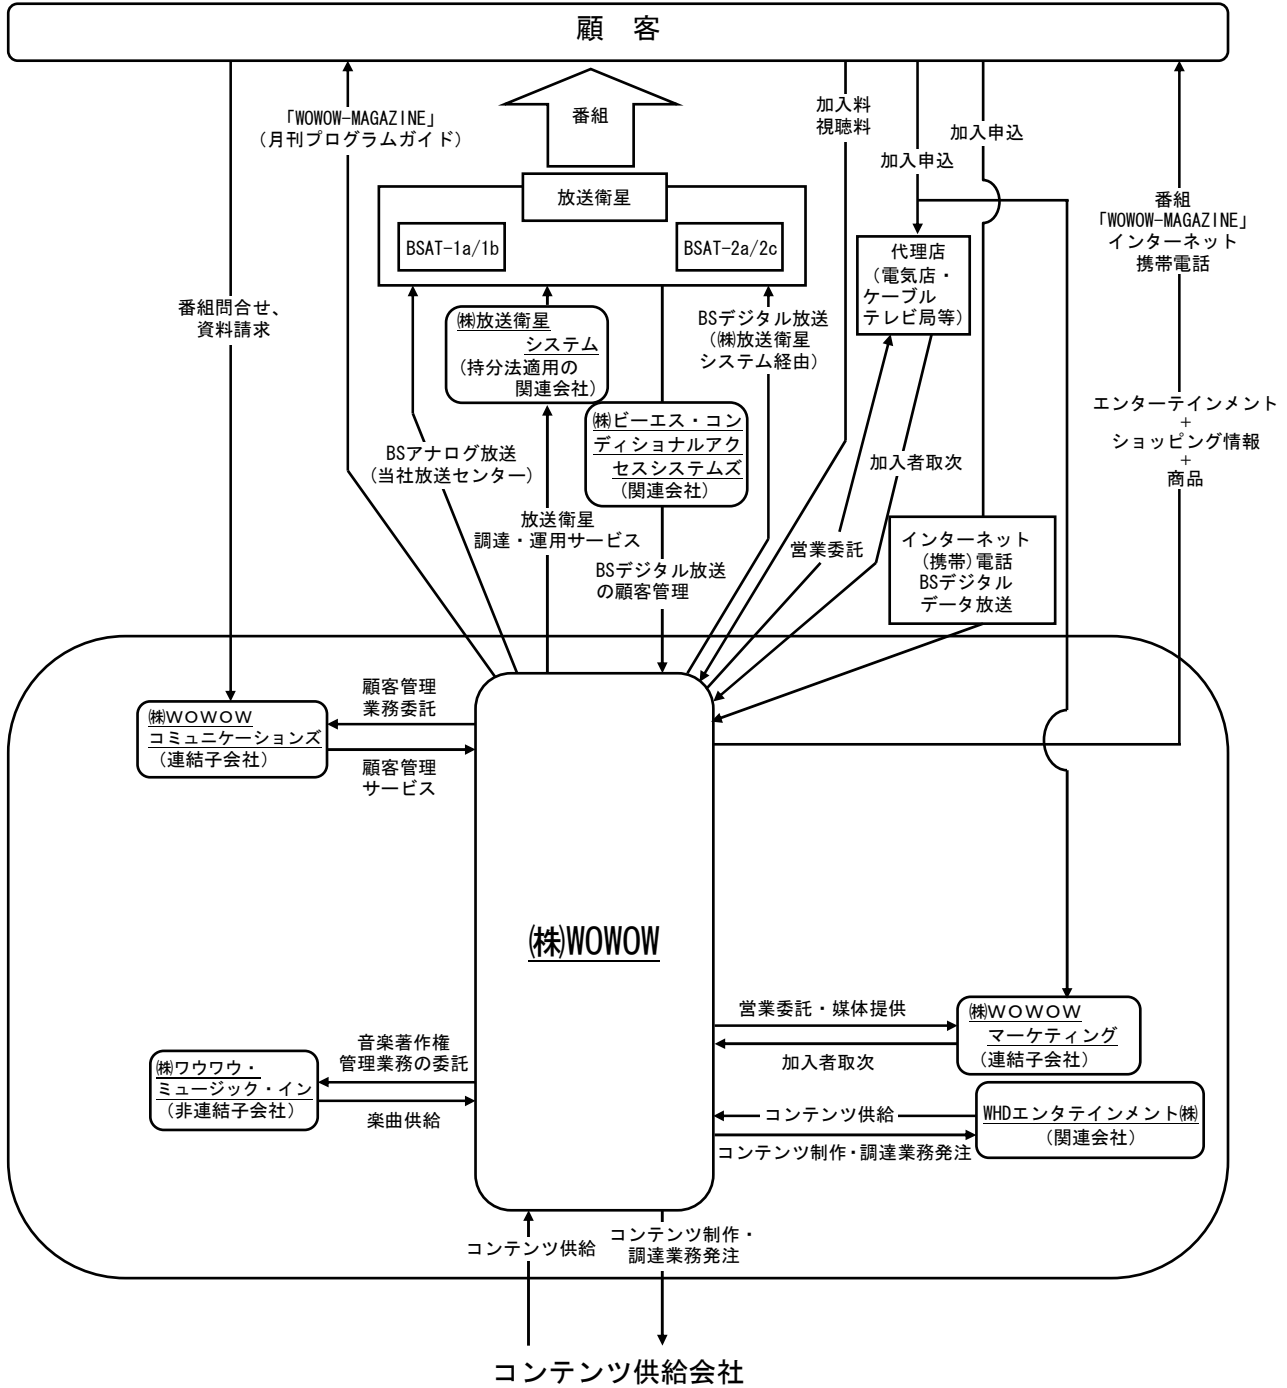 顧　客
「WOWOW-MAGAZINE」
（月刊プログラムガイド）
番組
加入料
視聴料
加入申込
加入申込
放送衛星
BSAT-1a/1b
BSAT-2a/2c
番組問合せ、
資料請求
㈱放送衛星
システム
（持分法適用の
関連会社）
BSデジタル放送
（㈱放送衛星
システム経由）
代理店
（電気店・
ケーブル
テレビ局等）
番組
「WOWOW-MAGAZINE」
インターネット
携帯電話
エンターテインメント
+
ショッピング情報
+
商品
BSアナログ放送
（当社放送センター）
㈱ビーエス・コン
ディショナルアク
セスシステムズ
（関連会社）
加入者取次
放送衛星
調達・運用サービス
BSデジタル放送
の顧客管理
営業委託
インターネット
（携帯）電話
BSデジタル
データ放送
㈱ＷＯＷＯＷ
コミュニケーションズ
（連結子会社）
顧客管理
業務委託
顧客管理
サービス
㈱WOWOW
営業委託・媒体提供
加入者取次
㈱ＷＯＷＯＷ
マーケティング
（連結子会社）
㈱ワウワウ・
ミュージック・イン
（非連結子会社）
音楽著作権
管理業務の委託
楽曲供給
コンテンツ供給
コンテンツ制作・調達業務発注
WHDエンタテインメント㈱
（関連会社）
コンテンツ供給
コンテンツ制作・
調達業務発注
コンテンツ供給会社